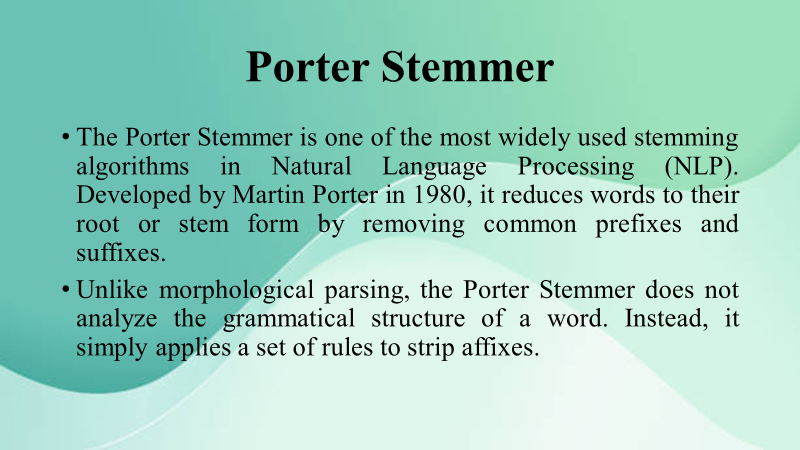 Porter Stemmer
• The Porter Stemmer is one of the most widely used stemming
algorithms in Natural Language Processing (NLP).
Developed by Martin Porter in 1980, it reduces words to their
root or stem form by removing common prefixes and
suffixes.
• Unlike morphological parsing, the Porter Stemmer does not
analyze the grammatical structure of a word. Instead, it
simply applies a set of rules to strip affixes.